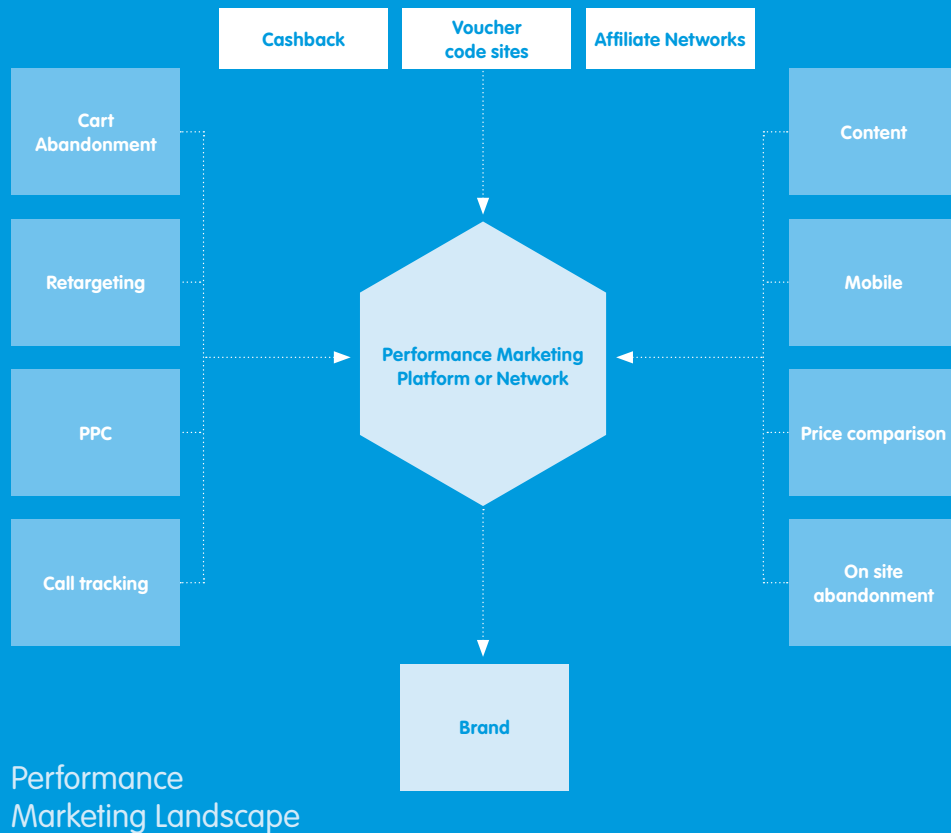 Cashback
Voucher
code sites
Affiliate Networks
Cart
Abandonment
Retargeting
PPC
Call tracking
Performance Marketing
Platform or Network
Content
Mobile
Price comparison
On site
abandonment
Brand
Performance
Marketing Landscape